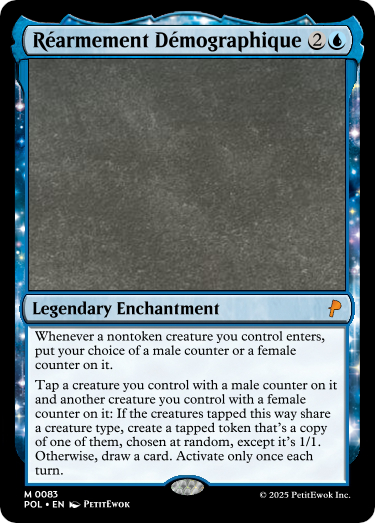 Réarmement Démographique 2
Legendary Enchantment
Whenever a nontoken creature you control enters,
put your choice of a male counter or a female
counter on it.
Tap a creature you control with a male counter on it
and another creature you control with a female
counter on it: If the creatures tapped this way share
a creature type, create a tapped token that's a copy
of one of them, chosen at random, except it's 1/1.
Otherwise, draw a card. Activate only once each
turn.
M 0083
POL • EN PetitEwok
© 2025 PetitEwok Inc.